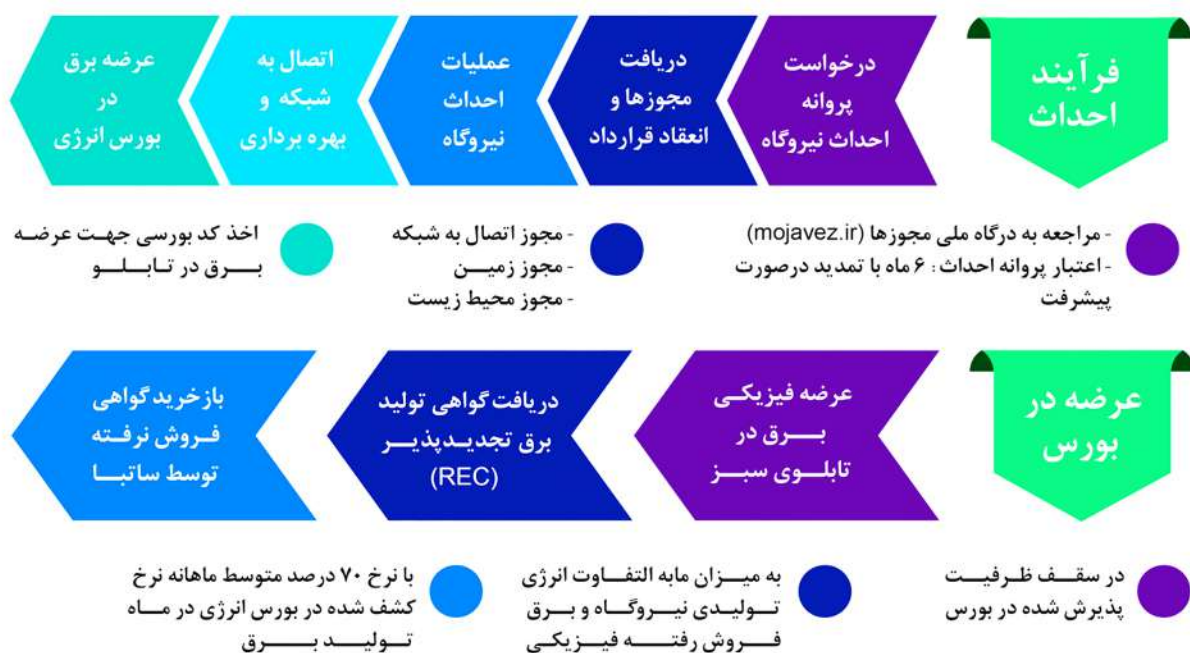 فرآیند
احداث
درخواست
پروانه
احداث نیروگاه
دریافت
مجوزها و
انعقاد قرارداد
عملیات
احداث
نیروگاه
اتصال به
شبکه و
بهره برداری
عرضه برق
در
بورس انرژی
- مراجعه به درگاه ملی مجوزها (mojavez.ir)
- اعتبار پروانه احداث : ۶ ماه با تمدید درصورت
پیشرفت
- مجوز اتصال به شبکه
- مجوز زمین
- مجوز محیط زیست
اخذ کد بورسی جهت عرضه
برق در تابلو
عرضه در
بورس
عرضه فیزیکی
برق در
تابلوی سبز
دریافت گواهی تولید
برق تجدیدپذیر
(REC)
بازخرید گواهی
فروش نرفته
توسط ساتبا
در سقف ظرفیت
پذیرش شده در بورس
به میزان مابه التفاوت انرژی
تولیدی نیروگاه و برق
فروش رفته فیزیکی
با نرخ ۷۰ درصد متوسط ماهانه نرخ
کشف شده در بورس انرژی در ماه
تولید برق